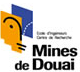 Ecole d'Ingénieurs
Centre de Recherche
Mines
de Douai